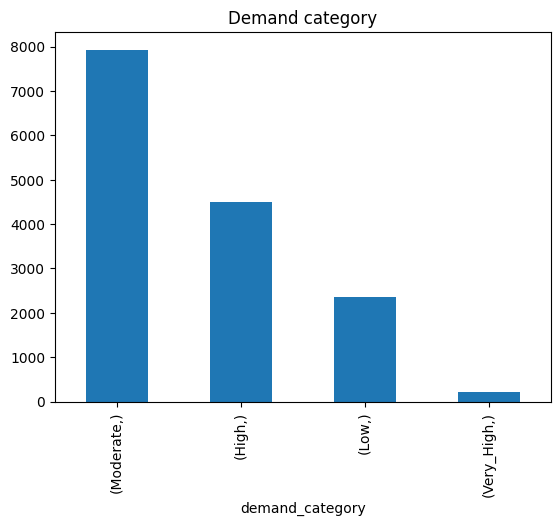 Demand category
8000
7000
6000
5000
4000
3000
2000
1000
0
(Moderate,)
(High,)
(Low,)
(Very_High,)
demand_category